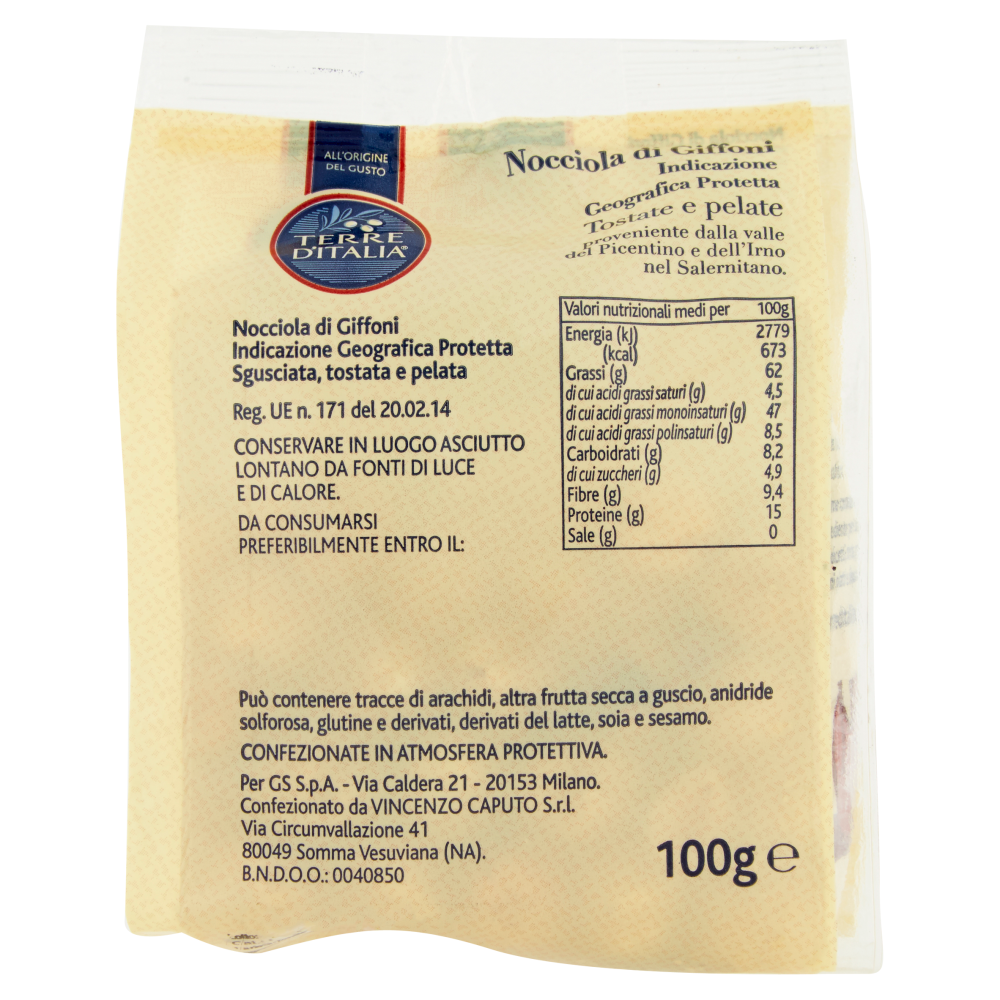 ALL'ORIGINE
DEL GUSTO
TERRE
D'ITALIA®
Nocciola di Giffoni
Indicazione
Geografica Protetta
Tostate e pelate
proveniente dalla valle
del Picentino e dell'Irno
nel Salernitano.
Nocciola di Giffoni
Indicazione Geografica Protetta
Sgusciata, tostata e pelata
Reg. UE n. 171 del 20.02.14
CONSERVARE IN LUOGO ASCIUTTO
LONTANO DA FONTI DI LUCE
E DI CALORE.
DA CONSUMARSI
PREFERIBILMENTE ENTRO IL:
Valori nutrizionali medi per 100g
Energia (kJ) 2779
(kcal) 673
Grassi (g) 62
di cui acidi grassi saturi (g) 4,5
di cui acidi grassi monoinsaturi (g) 47
di cui acidi grassi polinsaturi (g) 8,5
Carboidrati (g) 8,2
di cui zuccheri (g) 4,9
Fibre (g) 9,4
Proteine (g) 15
Sale (g) 0
Può contenere tracce di arachidi, altra frutta secca a guscio, anidride
solforosa, glutine e derivati, derivati del latte, soia e sesamo.
CONFEZIONATE IN ATMOSFERA PROTETTIVA.
Per GS S.p.A. - Via Caldera 21 - 20153 Milano.
Confezionato da VINCENZO CAPUTO S.r.l.
Via Circumvallazione 41
80049 Somma Vesuviana (NA).
B.N.D.O.O.: 0040850
100g ℮